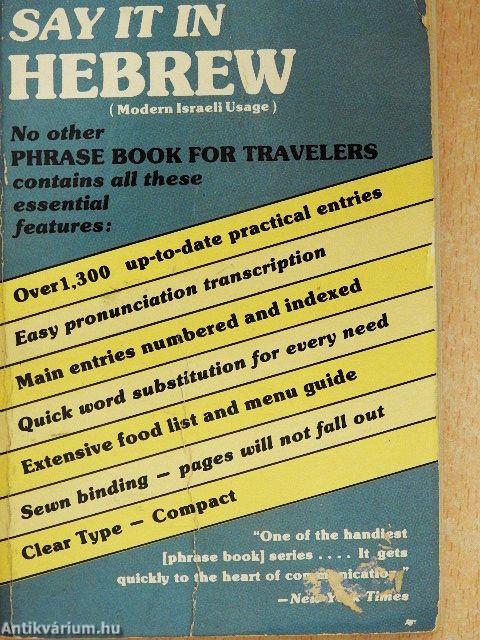 SAY IT IN
HEBREW
(Modern Israeli Usage)
No other
PHRASE BOOK FOR TRAVELERS
contains all these
essential
features:
Over 1,300 up-to-date practical entries
Easy pronunciation transcription
Main entries numbered and indexed
Quick word substitution for every need
Extensive food list and menu guide
Sewn binding — pages will not fall out
Clear Type — Compact
"One of the handiest
[phrase book] series . . . . It gets
quickly to the heart of communication"
—New York Times
Antikvárium.hu